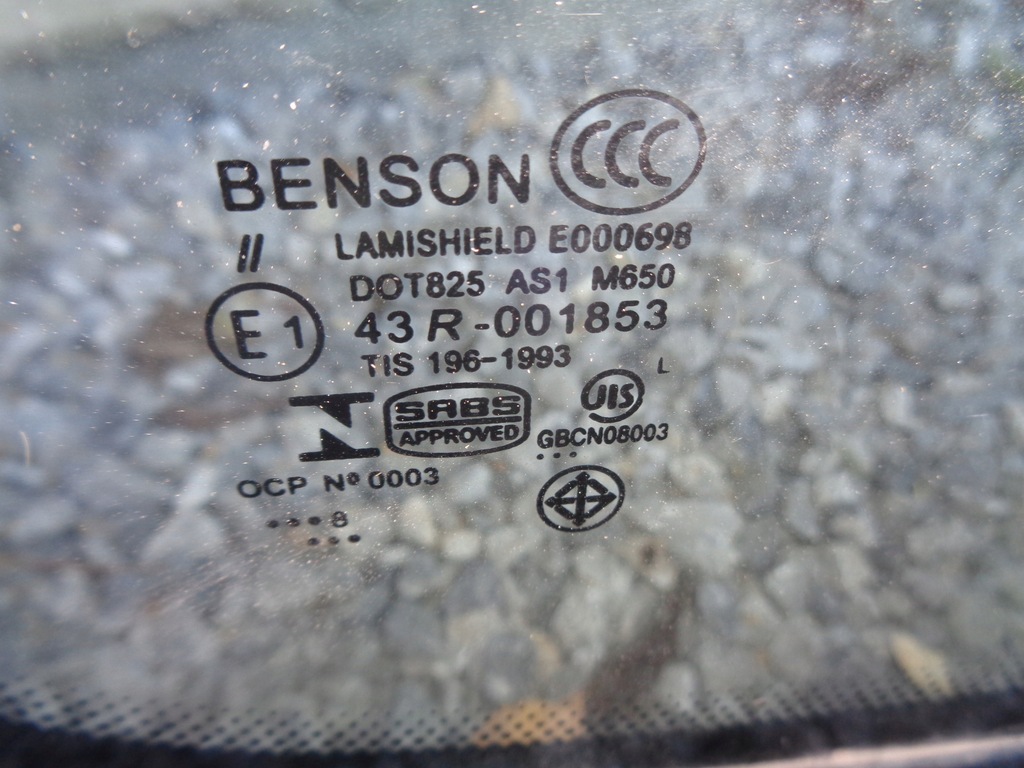 BENSON CCC
II LAMISHIELD E000698
DOT825 AS1 M650
E1 43R-001853
TIS 196-1993 L
SABS JIS
APPROVED GBCN08003
OCP Nº 0003
8